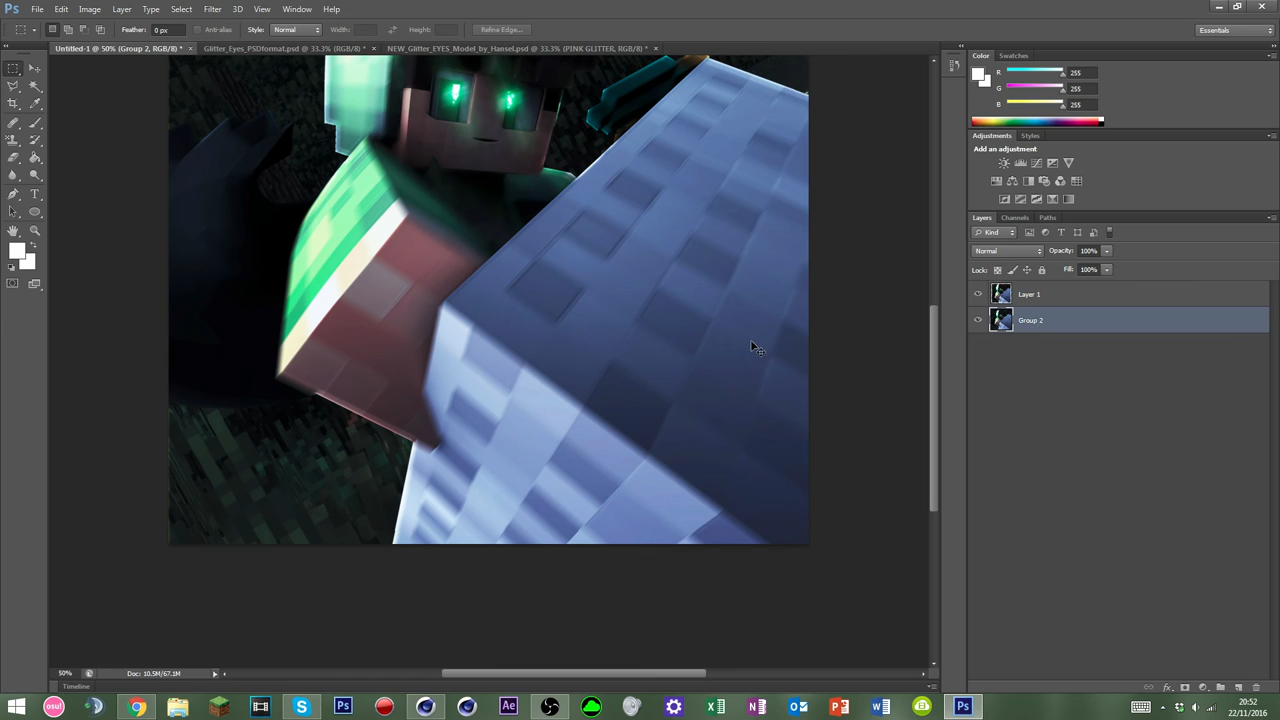 Ps File Edit Image Layer Type Select Filter 3D View Window Help
Feather: 0 px Anti-alias Style: Normal Width: Height: Refine Edge... Essentials
Untitled-1 @ 50% (Group 2, RGB/8) * × Glitter_Eyes_PSDformat.psd @ 33.3% (RGB/8) * × NEW_Glitter_EYES_Model_by_Hansel.psd @ 33.3% (PINK GLITTER, RGB/8) * ×
Color Swatches
R 255
G 255
B 255
Adjustments Styles
Add an adjustment
Layers Channels Paths
Kind
Normal Opacity: 100%
Lock: Fill: 100%
Layer 1
Group 2
50% Doc: 10.5M/67.1M
Timeline
osu! Ps Ae Ps
20:52
22/11/2016